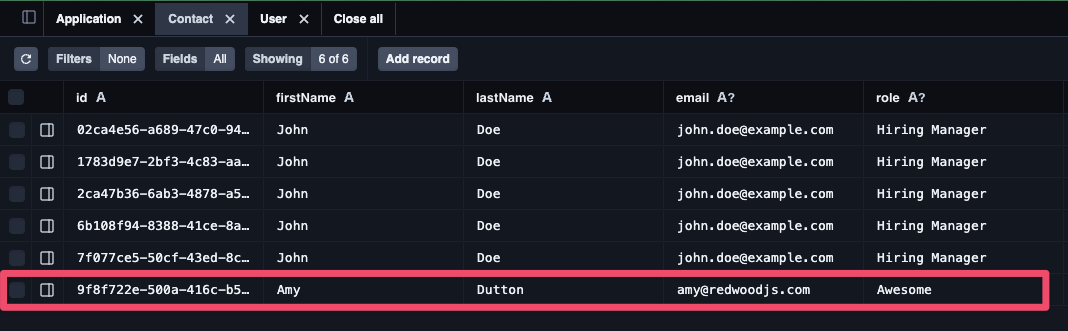 Application ✕ Contact ✕ User ✕ Close all
Filters None Fields All Showing 6 of 6 Add record
id A firstName A lastName A email A? role A?
02ca4e56-a689-47c0-94… John Doe john.doe@example.com Hiring Manager
1783d9e7-2bf3-4c83-aa… John Doe john.doe@example.com Hiring Manager
2ca47b36-6ab3-4878-a5… John Doe john.doe@example.com Hiring Manager
6b108f94-8388-41ce-8a… John Doe john.doe@example.com Hiring Manager
7f077ce5-50cf-43ed-8c… John Doe john.doe@example.com Hiring Manager
9f8f722e-500a-416c-b5… Amy Dutton amy@redwoodjs.com Awesome